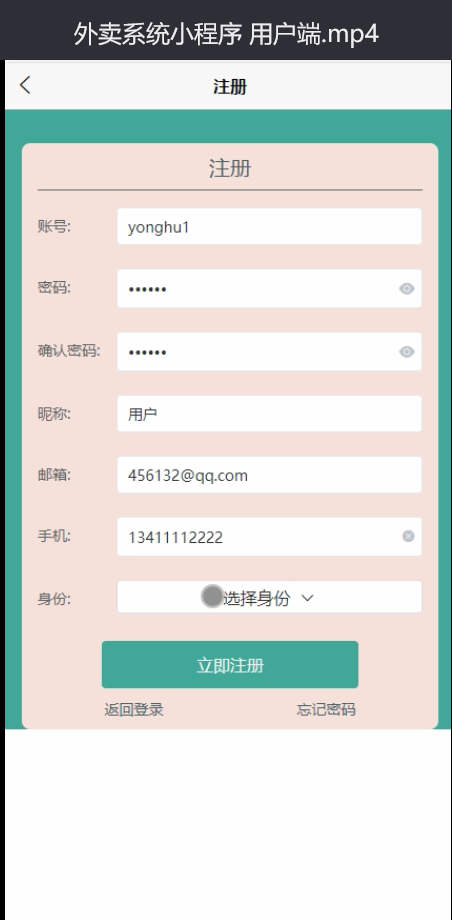 外卖系统小程序 用户端.mp4
注册
注册
账号: yonghu1
密码: ••••••
确认密码: ••••••
昵称: 用户
邮箱: 456132@qq.com
手机: 13411112222
身份: 选择身份
立即注册
返回登录 忘记密码